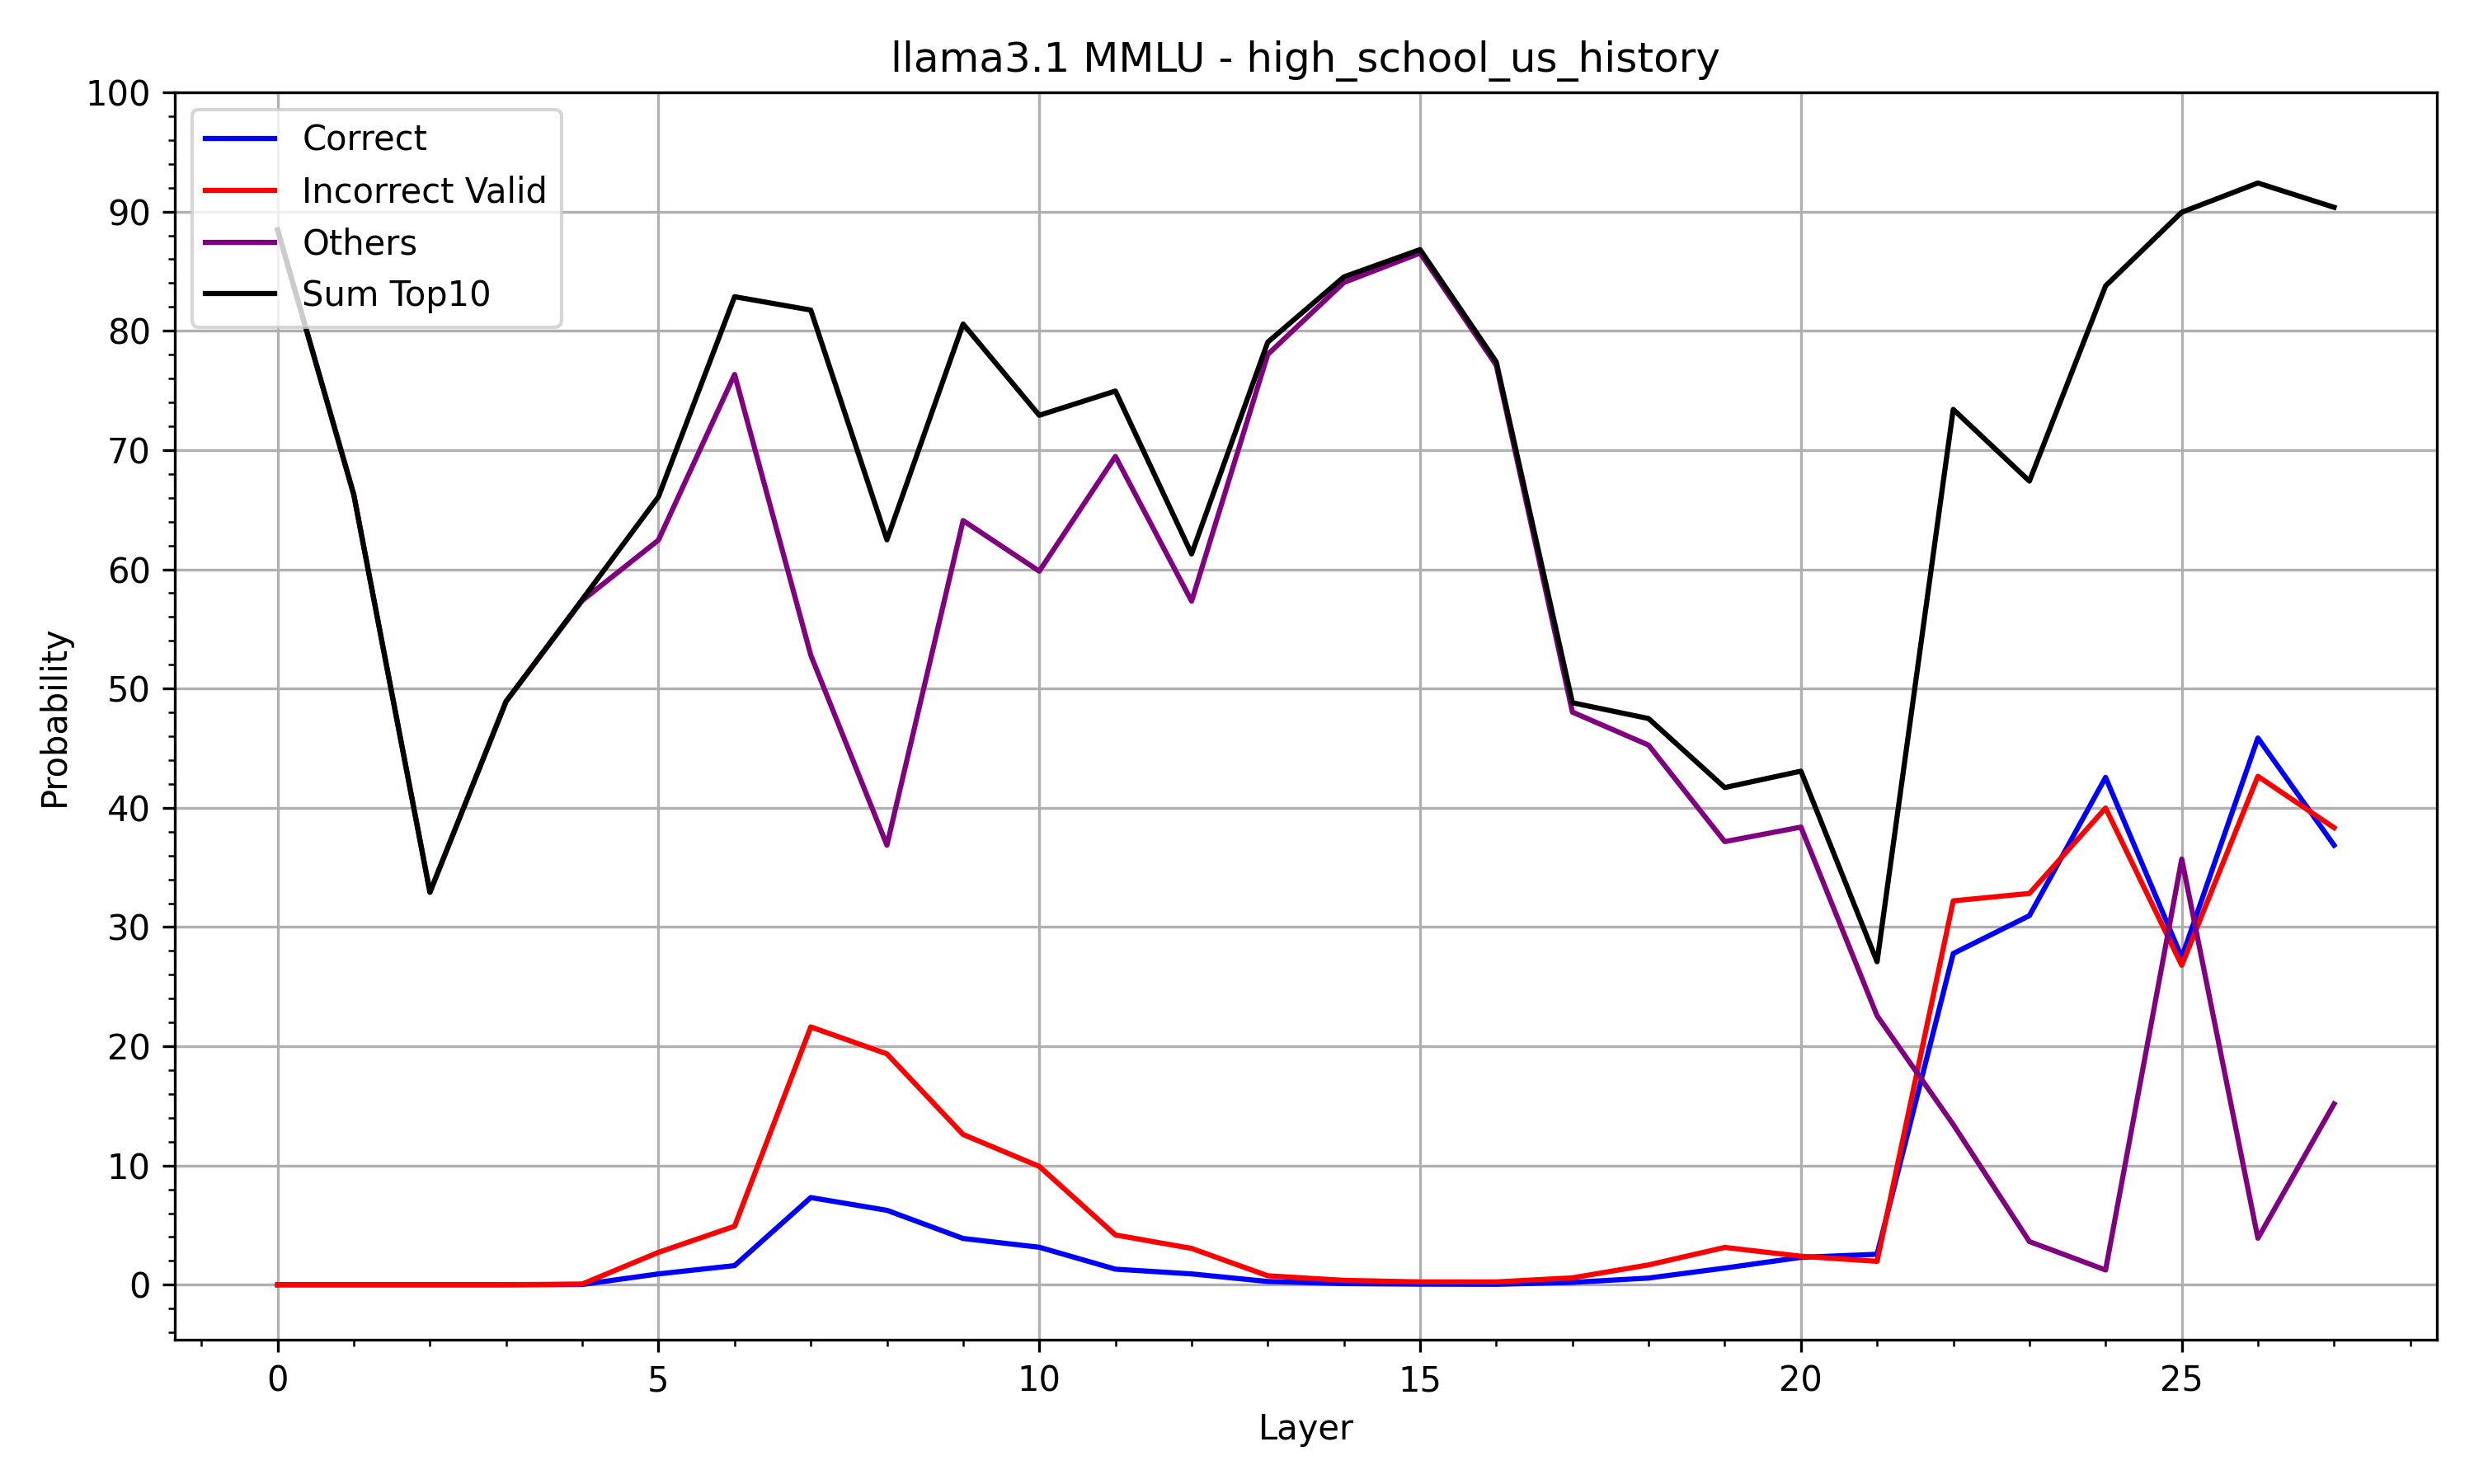 llama3.1 MMLU - high_school_us_history
100
90
80
70
60
50
40
30
20
10
0
Probability
Correct
Incorrect Valid
Others
Sum Top10
0 5 10 15 20 25
Layer